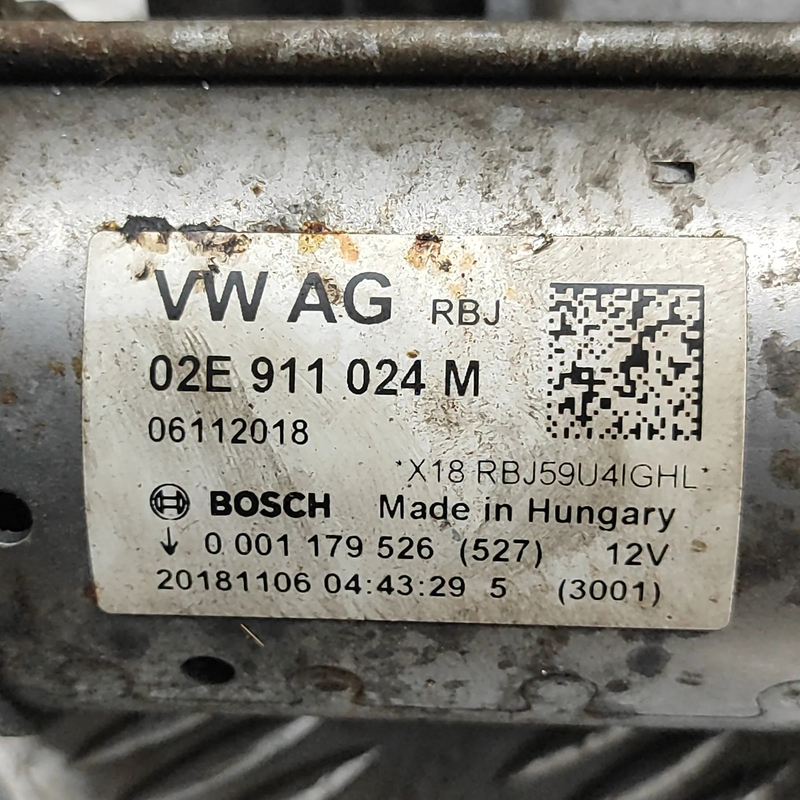 VW AG RBJ
02E 911 024 M
06112018
*X18 RBJ59U4IGHL*
BOSCH Made in Hungary
↓ 0 001 179 526 (527) 12V
20181106 04:43:29 5 (3001)